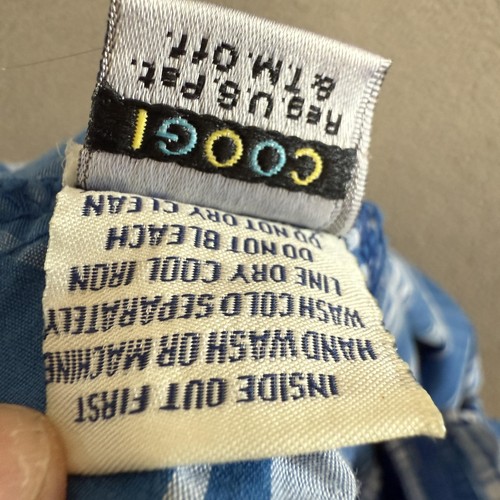 COOGI
Reg.U.S.Pat.
& T.M.Off.
INSIDE OUT FIRST
HAND WASH OR MACHINE
WASH COLD SEPARATELY
LINE DRY COOL IRON
DO NOT BLEACH
DO NOT DRY CLEAN